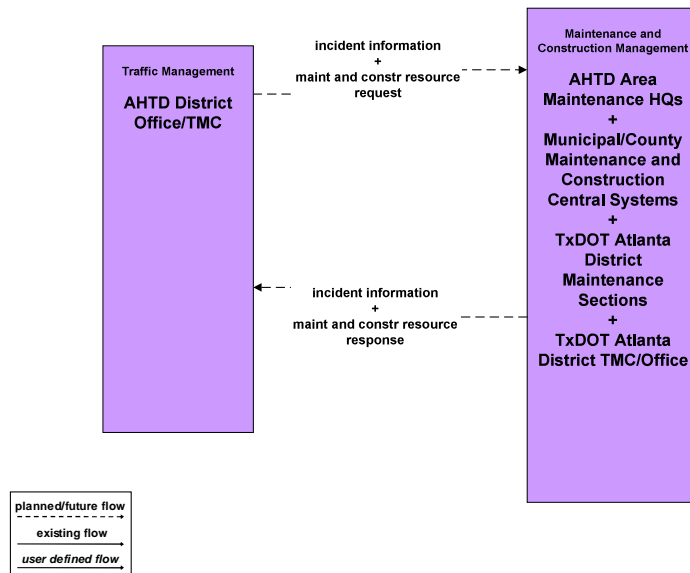 Traffic Management
AHTD District
Office/TMC
incident information
+
maint and constr resource
request
Maintenance and
Construction Management
AHTD Area
Maintenance HQs
+
Municipal/County
Maintenance and
Construction
Central Systems
+
TxDOT Atlanta
District
Maintenance
Sections
+
TxDOT Atlanta
District TMC/Office
incident information
+
maint and constr resource
response
planned/future flow
existing flow
user defined flow